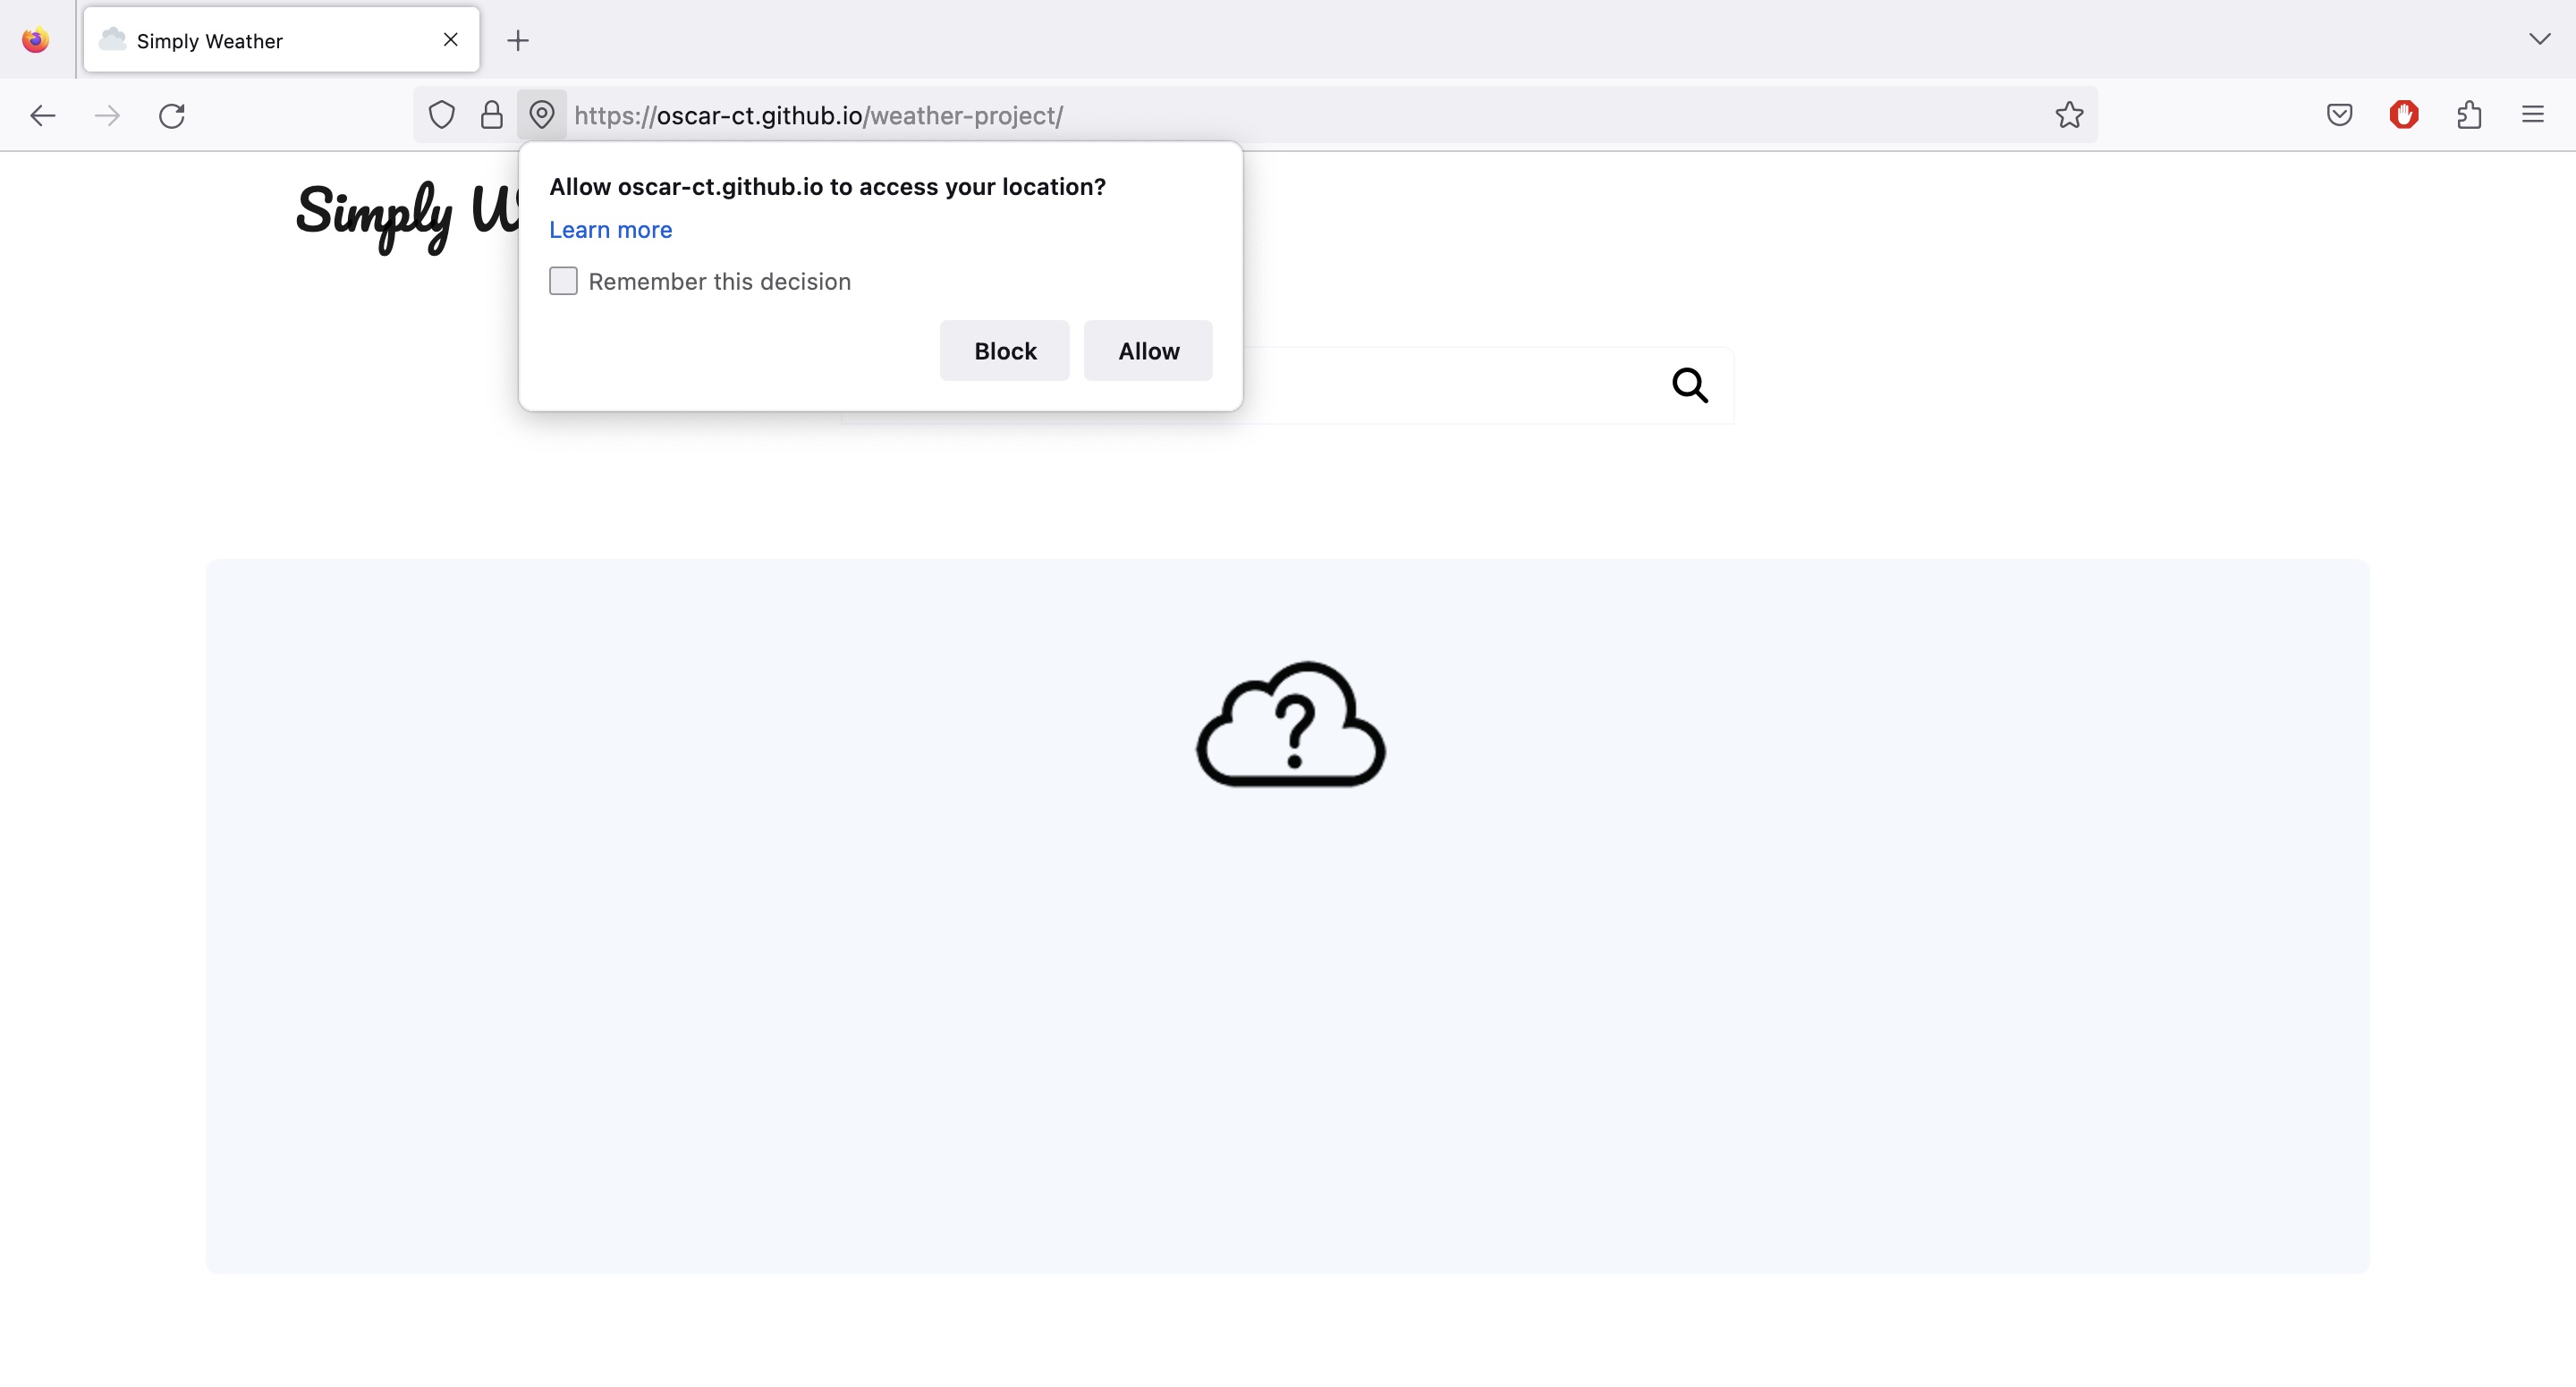 Simply Weather
https://oscar-ct.github.io/weather-project/
Simply
Allow oscar-ct.github.io to access your location?
Learn more
Remember this decision
Block Allow
?